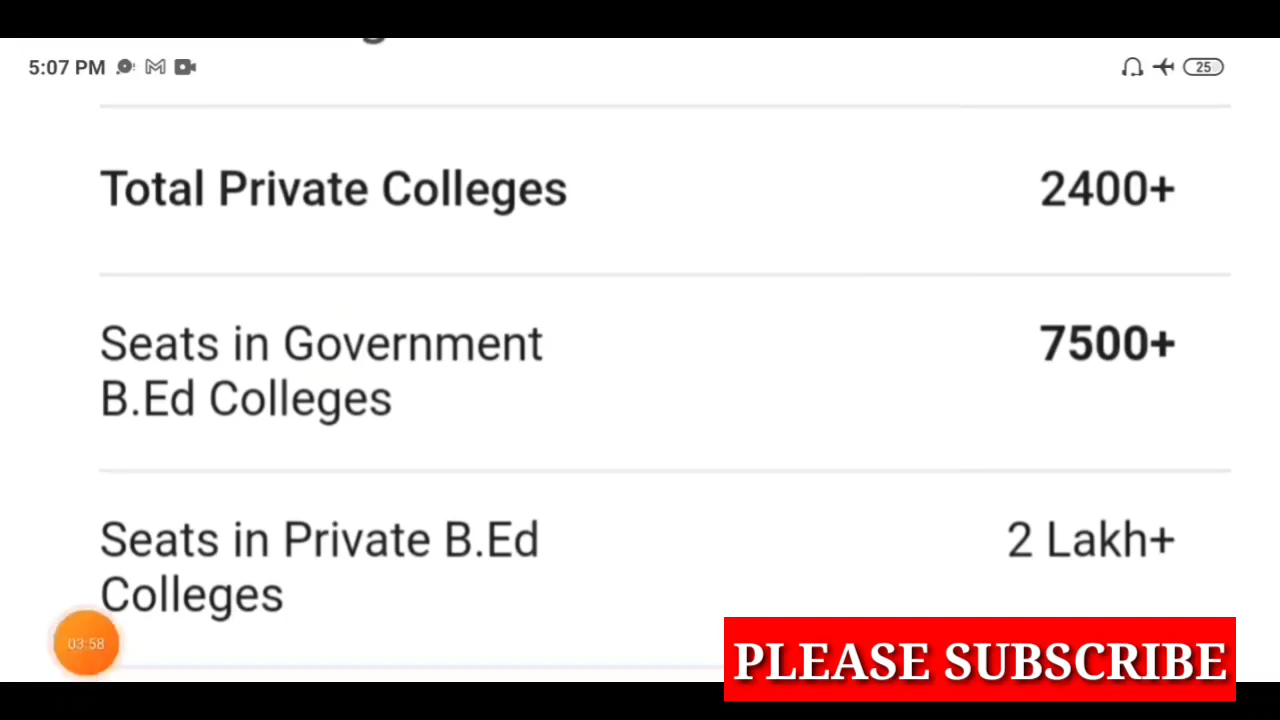 5:07 PM
25
Total Private Colleges 2400+
Seats in Government 7500+
B.Ed Colleges
Seats in Private B.Ed 2 Lakh+
Colleges
03:58
PLEASE SUBSCRIBE